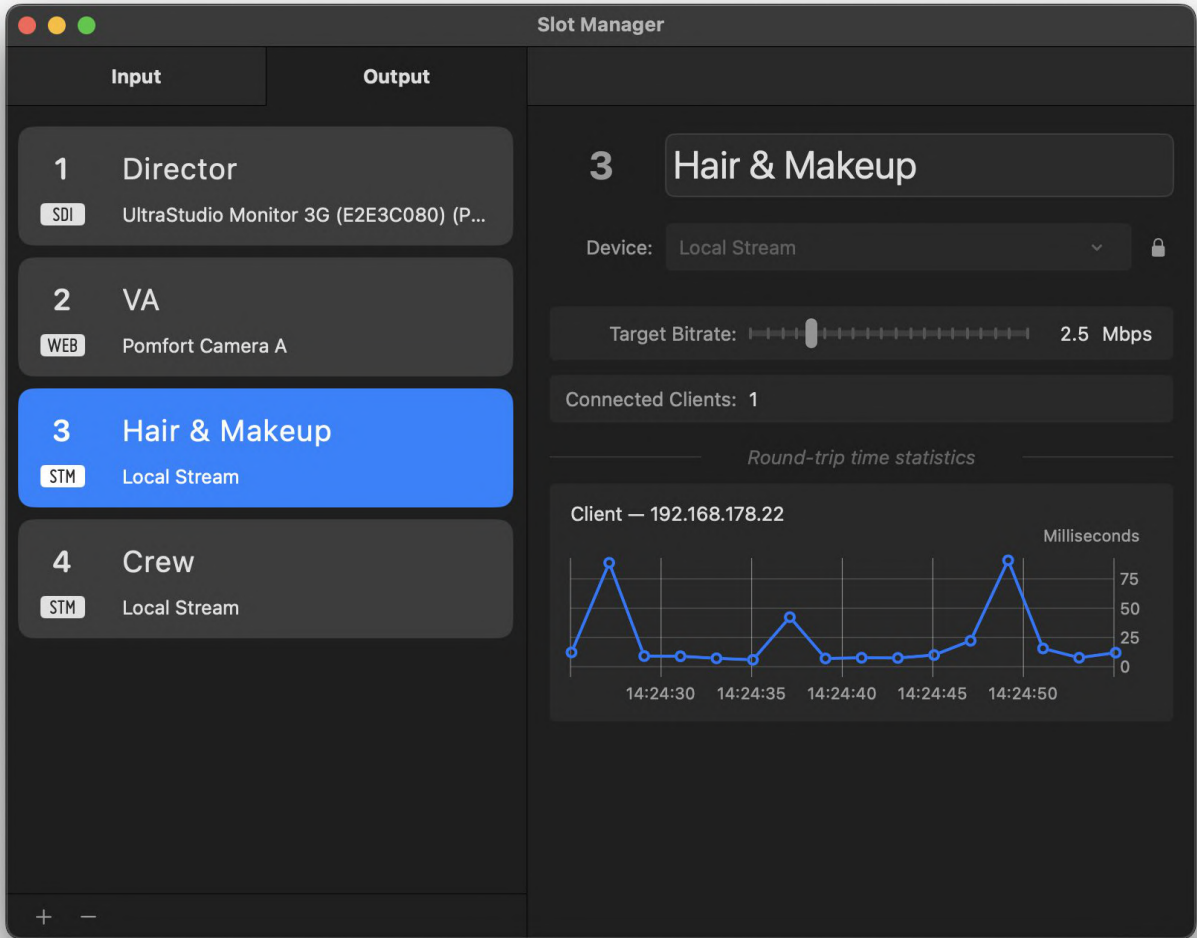 Slot Manager
Input
Output
1
Director
SDI
UltraStudio Monitor 3G (E2E3C080) (P...
2
VA
WEB
Pomfort Camera A
3
Hair & Makeup
STM
Local Stream
4
Crew
STM
Local Stream
3
Hair & Makeup
Device:
Local Stream
Target Bitrate:
2.5 Mbps
Connected Clients: 1
Round-trip time statistics
Client — 192.168.178.22
Milliseconds
75
50
25
0
14:24:30 14:24:35 14:24:40 14:24:45 14:24:50